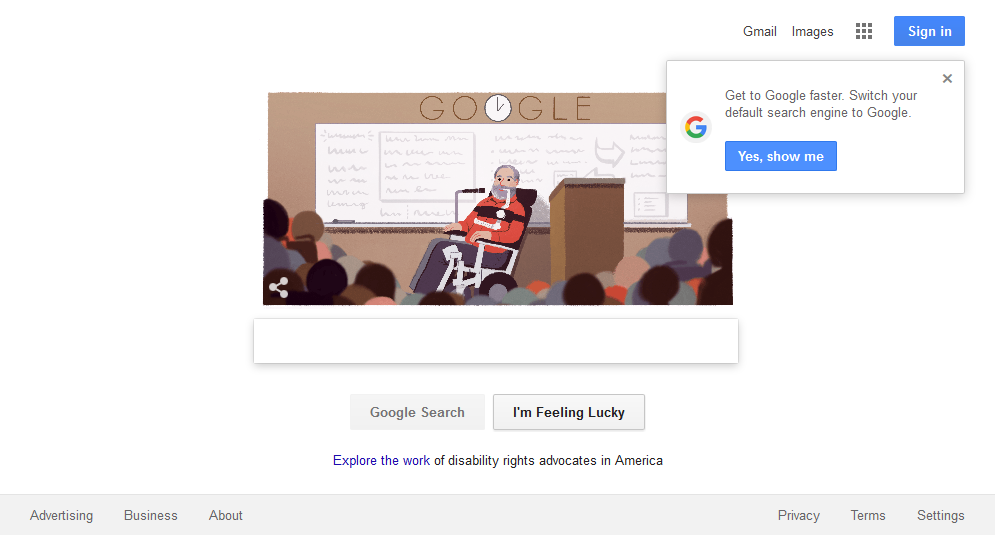 Gmail Images Sign in
Get to Google faster. Switch your
default search engine to Google.
Yes, show me
GOOGLE
Google Search I'm Feeling Lucky
Explore the work of disability rights advocates in America
Advertising Business About Privacy Terms Settings